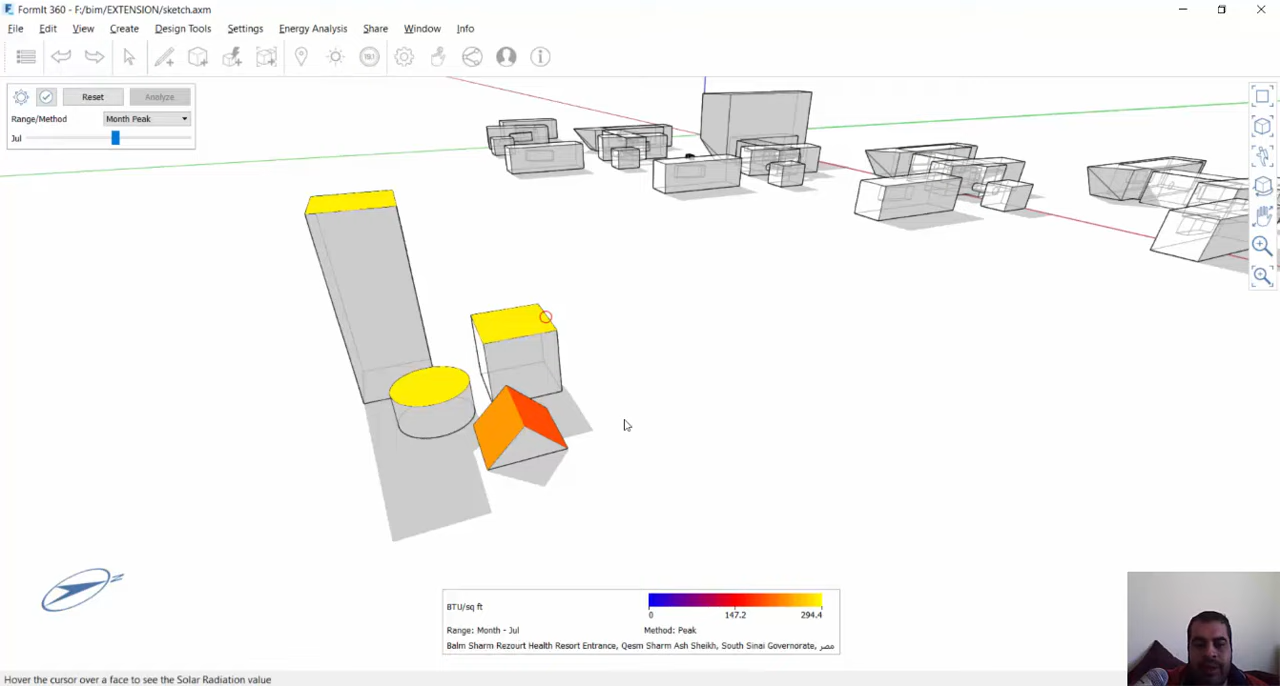 FormIt 360 - F:/bim/EXTENSION/sketch.axm
File Edit View Create Design Tools Settings Energy Analysis Share Window Info
Reset Analyze
Range/Method Month Peak
Jul
BTU/sq ft
0 147.2 294.4
Range: Month - Jul Method: Peak
Balm Sharm Rezourt Health Resort Entrance, Qesm Sharm Ash Sheikh, South Sinai Governorate, مصر
Hover the cursor over a face to see the Solar Radiation value